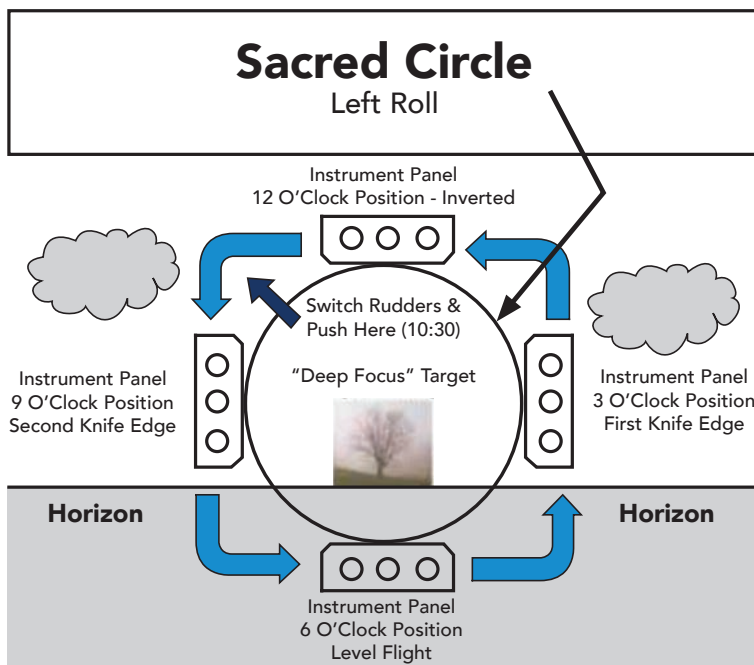 Sacred Circle
Left Roll
Instrument Panel
12 O'Clock Position - Inverted
Switch Rudders &
Push Here (10:30)
“Deep Focus” Target
Instrument Panel
9 O'Clock Position
Second Knife Edge
Instrument Panel
3 O'Clock Position
First Knife Edge
Horizon
Horizon
Instrument Panel
6 O'Clock Position
Level Flight